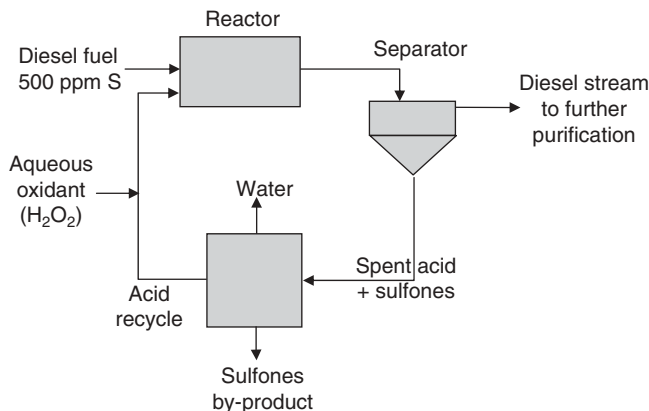 Reactor
Diesel fuel
500 ppm S
Separator
Diesel stream
to further
purification
Aqueous
oxidant
(H₂O₂)
Water
Spent acid
+ sulfones
Acid
recycle
Sulfones
by-product